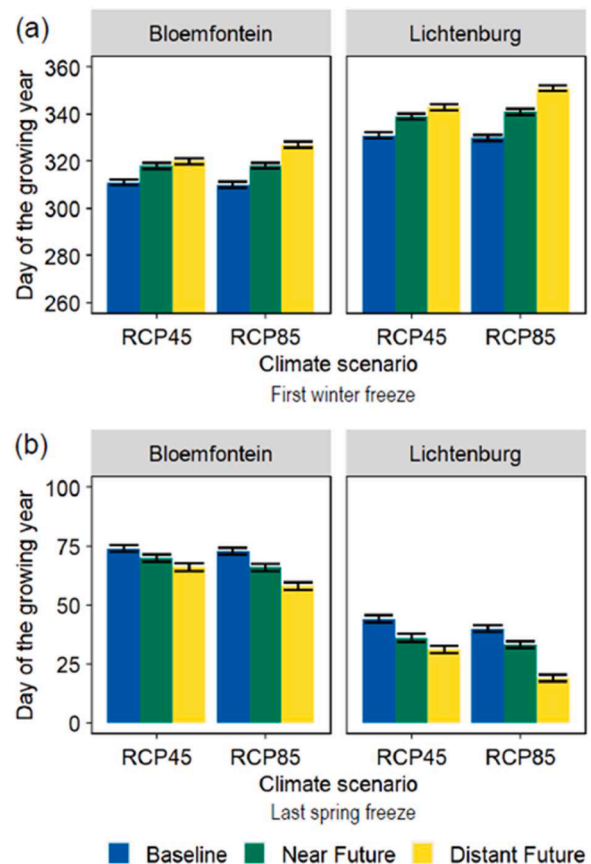 (a)
Bloemfontein
Lichtenburg
Day of the growing year
360
340
320
300
280
260
RCP45 RCP85
RCP45 RCP85
Climate scenario
First winter freeze
(b)
Bloemfontein
Lichtenburg
Day of the growing year
100
75
50
25
0
RCP45 RCP85
RCP45 RCP85
Climate scenario
Last spring freeze
Baseline Near Future Distant Future